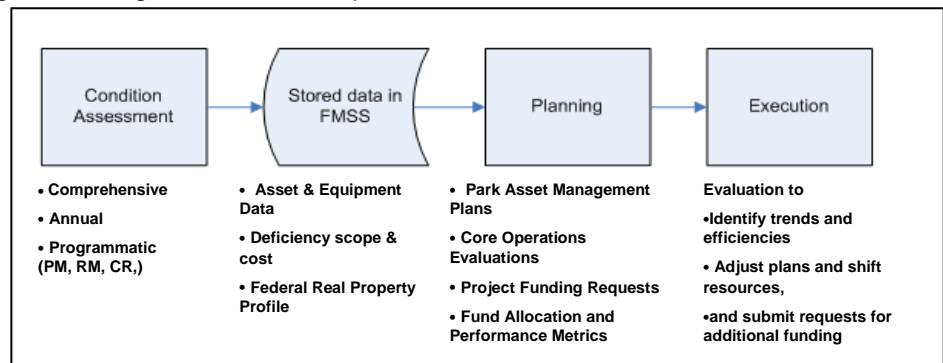 Condition
Assessment
Stored data in
FMSS
Planning
Execution
• Comprehensive
• Annual
• Programmatic
(PM, RM, CR,)
• Asset & Equipment
Data
• Deficiency scope &
cost
• Federal Real Property
Profile
• Park Asset Management
Plans
• Core Operations
Evaluations
• Project Funding Requests
• Fund Allocation and
Performance Metrics
Evaluation to
•Identify trends and
efficiencies
• Adjust plans and shift
resources,
•and submit requests for
additional funding